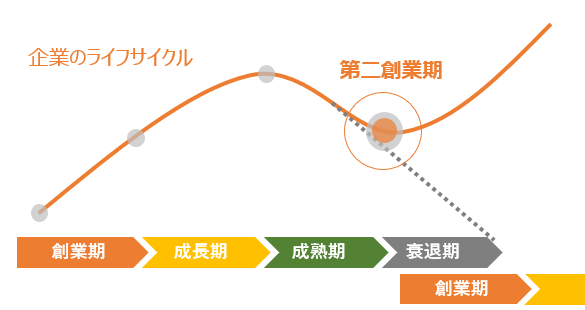 企業のライフサイクル
第二創業期
創業期
成長期
成熟期
衰退期
創業期